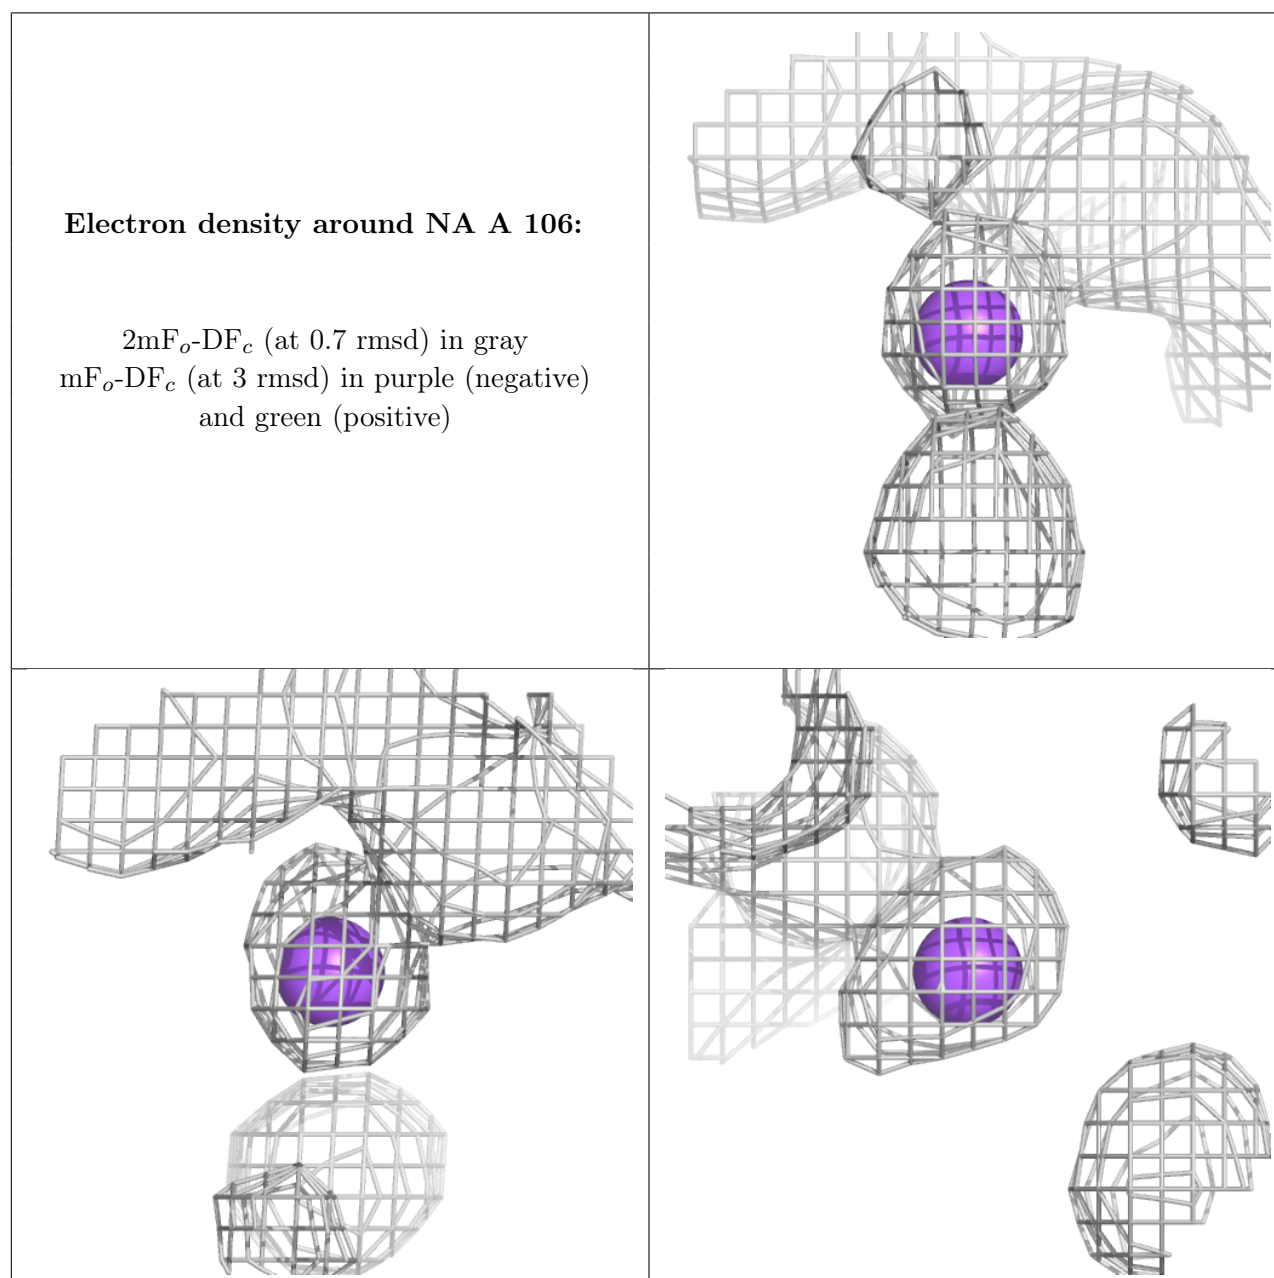 Electron density around NA A 106:
2mFo-DFc (at 0.7 rmsd) in gray
mFo-DFc (at 3 rmsd) in purple (negative)
and green (positive)